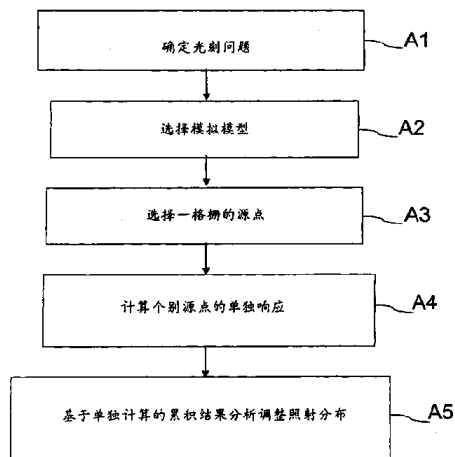 确定光刻问题
A1
选择模拟模型
A2
选择一格栅的源点
A3
计算个别源点的单独响应
A4
基于单独计算的累积结果分析调整照射分布
A5